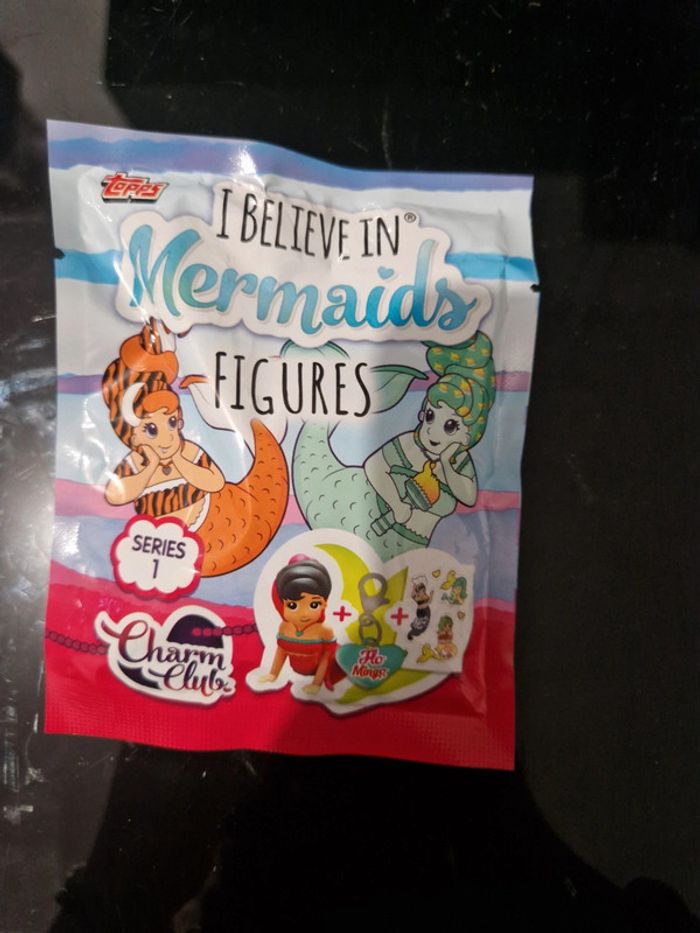 topps
I BELIEVE IN®
Mermaids
FIGURES
SERIES
1
Charm
Club
+
+
Flo
Mingo